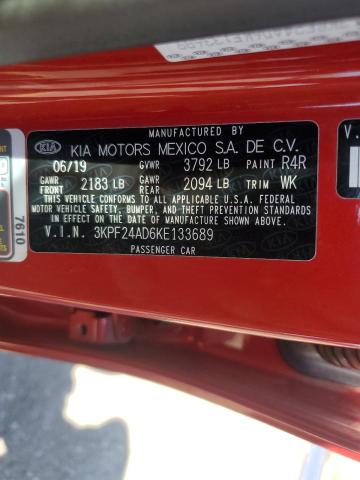 MANUFACTURED BY
KIA KIA MOTORS MEXICO S.A. DE C.V.
06/19 GVWR 3792 LB PAINT R4R
GAWR FRONT 2183 LB GAWR REAR 2094 LB TRIM WK
THIS VEHICLE CONFORMS TO ALL APPLICABLE U.S.A. FEDERAL
MOTOR VEHICLE SAFETY, BUMPER, AND THEFT PREVENTION STANDARDS
IN EFFECT ON THE DATE OF MANUFACTURE SHOWN ABOVE.
V.I.N. 3KPF24AD6KE133689
PASSENGER CAR
7610